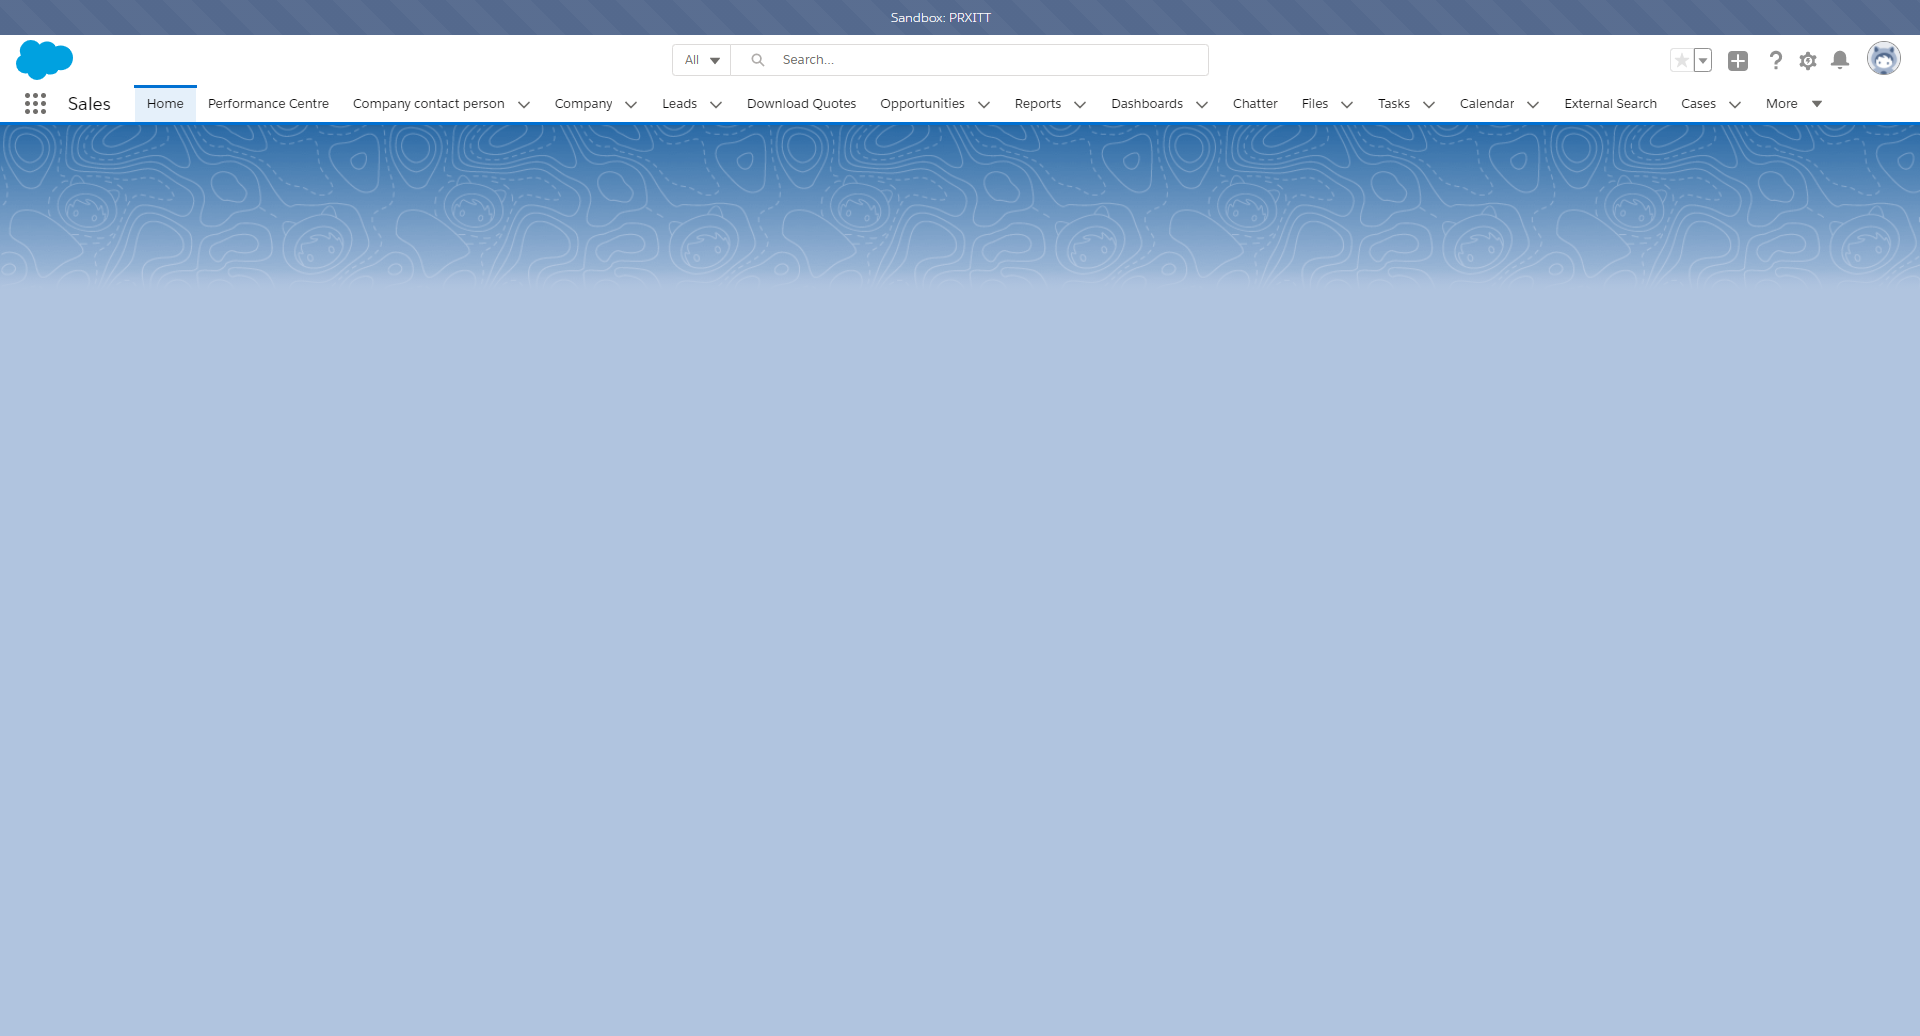 Sandbox: PRXITT
All Search...
Sales Home Performance Centre Company contact person Company Leads Download Quotes Opportunities Reports Dashboards Chatter Files Tasks Calendar External Search Cases More